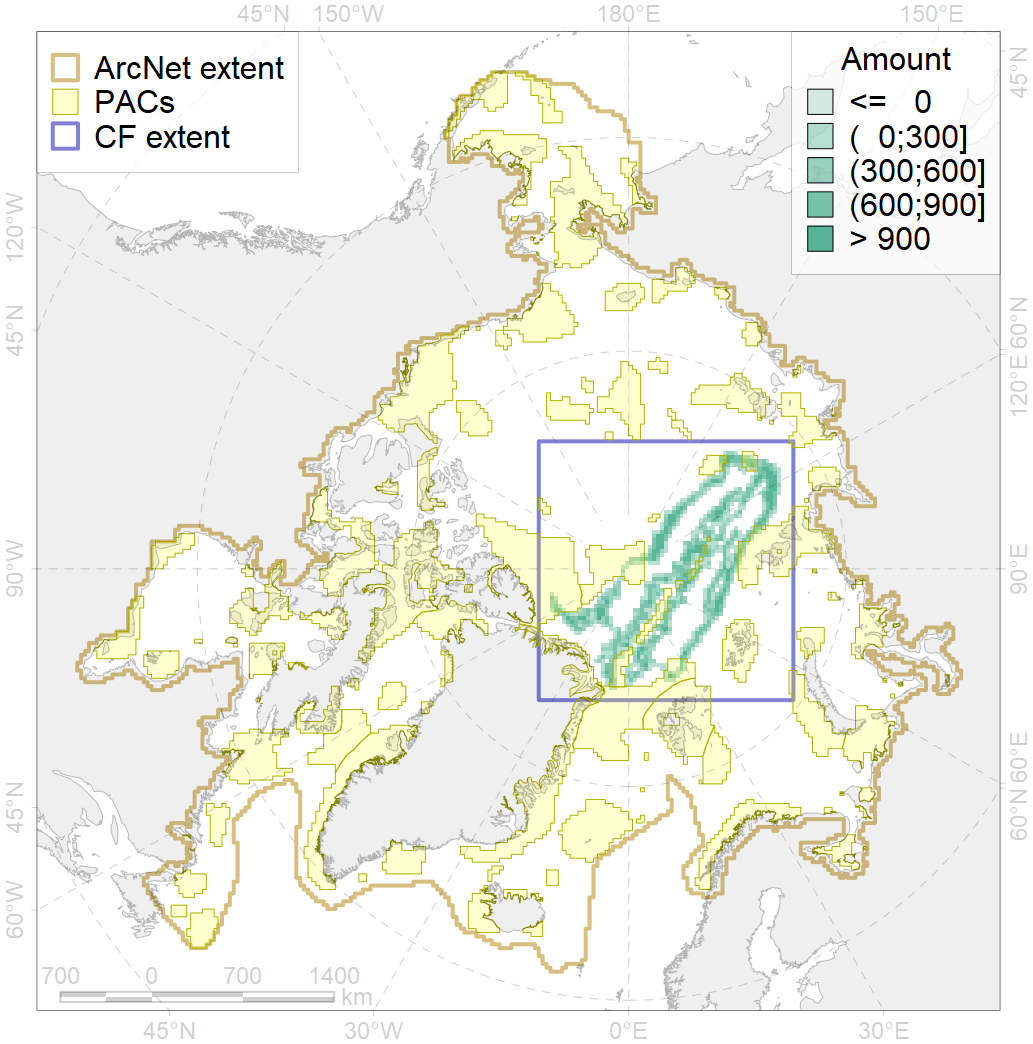 45°N 150°W 180°E 150°E
ArcNet extent
PACs
CF extent
Amount
<= 0
( 0;300]
(300;600]
(600;900]
> 900
45°N
120°W
45°N
60°N
120°E
90°W
90°E
45°N
60°E
60°N
60°W
700 0 700 1400
km
45°N 30°W 0°E 30°E